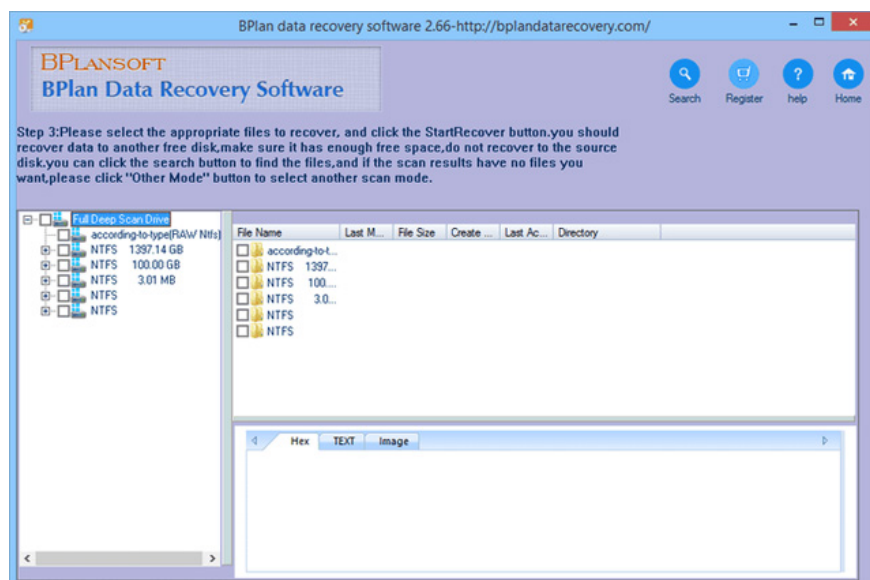 BPlan data recovery software 2.66-http://bplandatarecovery.com/
BPLANSOFT
BPlan Data Recovery Software
Search
Register
help
Home
Step 3:Please select the appropriate files to recover, and click the StartRecover button.you should
recover data to another free disk,make sure it has enough free space,do not recover to the source
disk.you can click the search button to find the files,and if the scan results have no files you
want,please click "Other Mode" button to select another scan mode.
Full Deep Scan Drive
according-to-type(RAW Ntfs)
NTFS 1397.14 GB
NTFS 100.00 GB
NTFS 3.01 MB
NTFS
NTFS
File Name Last M... File Size Create ... Last Ac... Directory
according-to-t...
NTFS 1397...
NTFS 100....
NTFS 3.0...
NTFS
NTFS
Hex TEXT Image